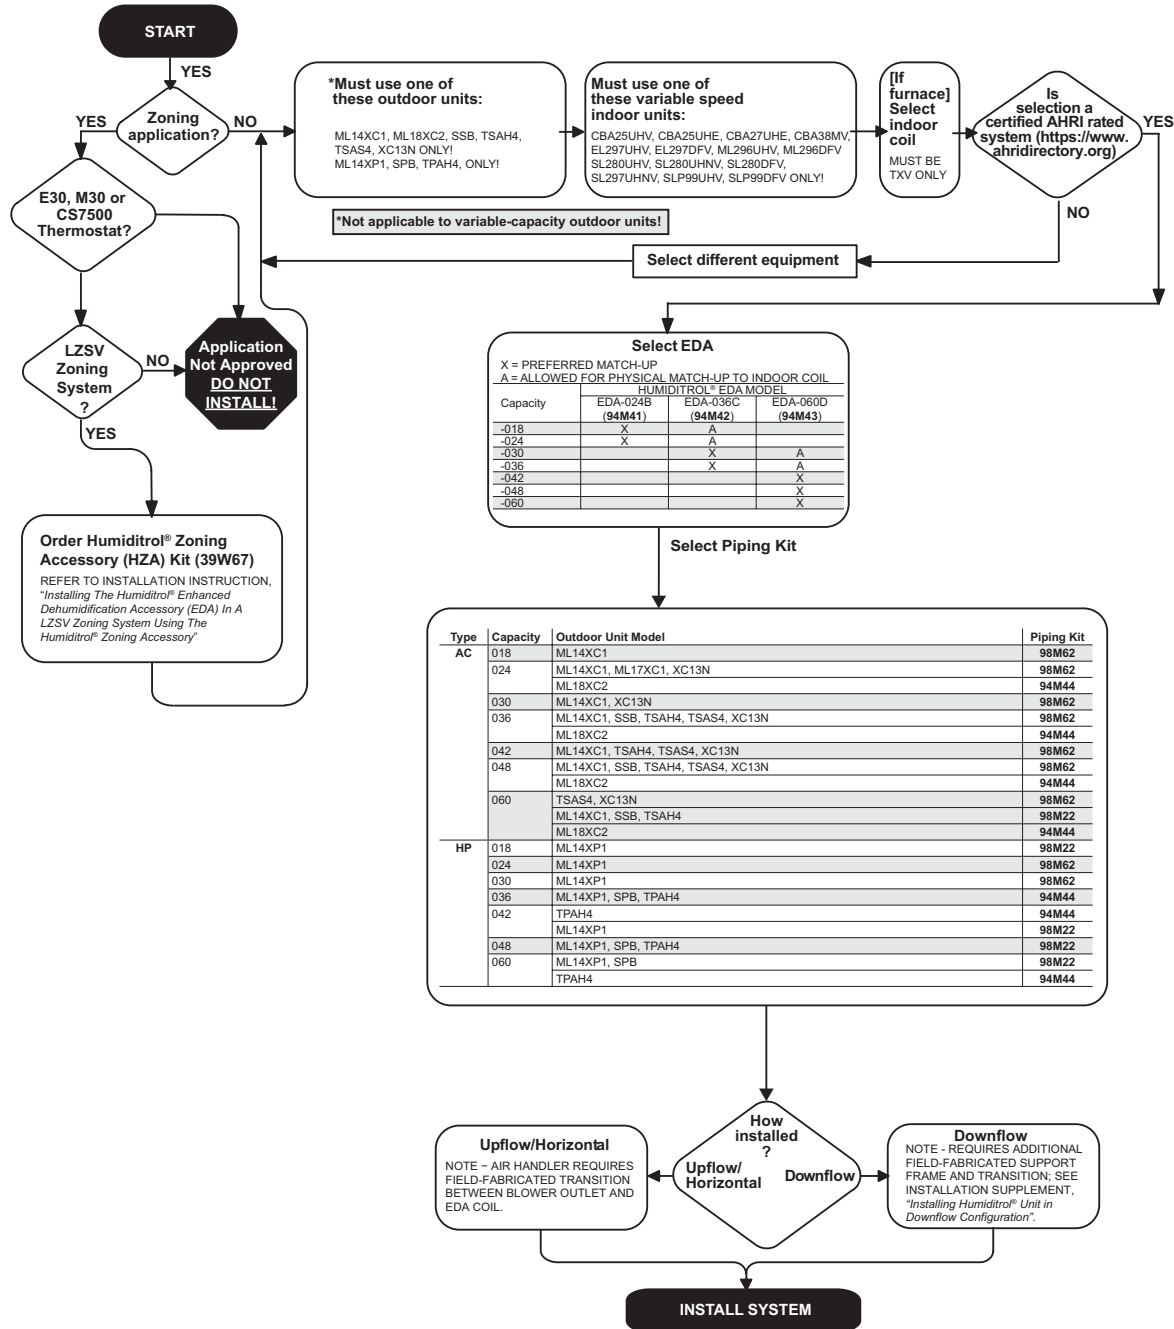 START
YES
Zoning
application?
YES
NO
*Must use one of
these outdoor units:
ML14XC1, ML18XC2, SSB, TSAH4,
TSAS4, XC13N ONLY!
ML14XP1, SPB, TPAH4, ONLY!
Must use one of
these variable speed
indoor units:
CBA25UHV, CBA25UHE, CBA27UHE, CBA38MV,
EL297UHV, EL297DFV, ML296UHV, ML296DFV
SL280UHV, SL280UHNV, SL280DFV,
SL297UHNV, SLP99UHV, SLP99DFV ONLY!
[If
furnace]
Select
indoor
coil
MUST BE
TXV ONLY
Is
selection a
certified AHRI rated
system (https://www.
ahridirectory.org)
YES
NO
E30, M30 or
CS7500
Thermostat?
*Not applicable to variable-capacity outdoor units!
Select different equipment
LZSV
Zoning
System
?
NO
YES
Application
Not Approved
DO NOT
INSTALL!
Order Humiditrol® Zoning
Accessory (HZA) Kit (39W67)
REFER TO INSTALLATION INSTRUCTION,
“Installing The Humiditrol® Enhanced
Dehumidification Accessory (EDA) In A
LZSV Zoning System Using The
Humiditrol® Zoning Accessory”
Select EDA
X = PREFERRED MATCH-UP
A = ALLOWED FOR PHYSICAL MATCH-UP TO INDOOR COIL
HUMIDITROL® EDA MODEL
Capacity EDA-024B EDA-036C EDA-060D
(94M41) (94M42) (94M43)
-018 X A
-024 X A
-030 X A
-036 X A
-042 X
-048 X
-060 X
Select Piping Kit
Type Capacity Outdoor Unit Model Piping Kit
AC 018 ML14XC1 98M62
024 ML14XC1, ML17XC1, XC13N 98M62
ML18XC2 94M44
030 ML14XC1, XC13N 98M62
036 ML14XC1, SSB, TSAH4, TSAS4, XC13N 98M62
ML18XC2 94M44
042 ML14XC1, TSAH4, TSAS4, XC13N 98M62
048 ML14XC1, SSB, TSAH4, TSAS4, XC13N 98M62
ML18XC2 94M44
060 TSAS4, XC13N 98M62
ML14XC1, SSB, TSAH4 98M22
ML18XC2 94M44
HP 018 ML14XP1 98M22
024 ML14XP1 98M62
030 ML14XP1 98M62
036 ML14XP1, SPB, TPAH4 94M44
042 TPAH4 94M44
ML14XP1 98M22
048 ML14XP1, SPB, TPAH4 98M22
060 ML14XP1, SPB 98M22
TPAH4 94M44
How
installed
?
Upflow/
Horizontal
Downflow
Upflow/Horizontal
NOTE – AIR HANDLER REQUIRES
FIELD-FABRICATED TRANSITION
BETWEEN BLOWER OUTLET AND
EDA COIL.
Downflow
NOTE - REQUIRES ADDITIONAL
FIELD-FABRICATED SUPPORT
FRAME AND TRANSITION; SEE
INSTALLATION SUPPLEMENT,
“Installing Humiditrol® Unit in
Downflow Configuration”.
INSTALL SYSTEM